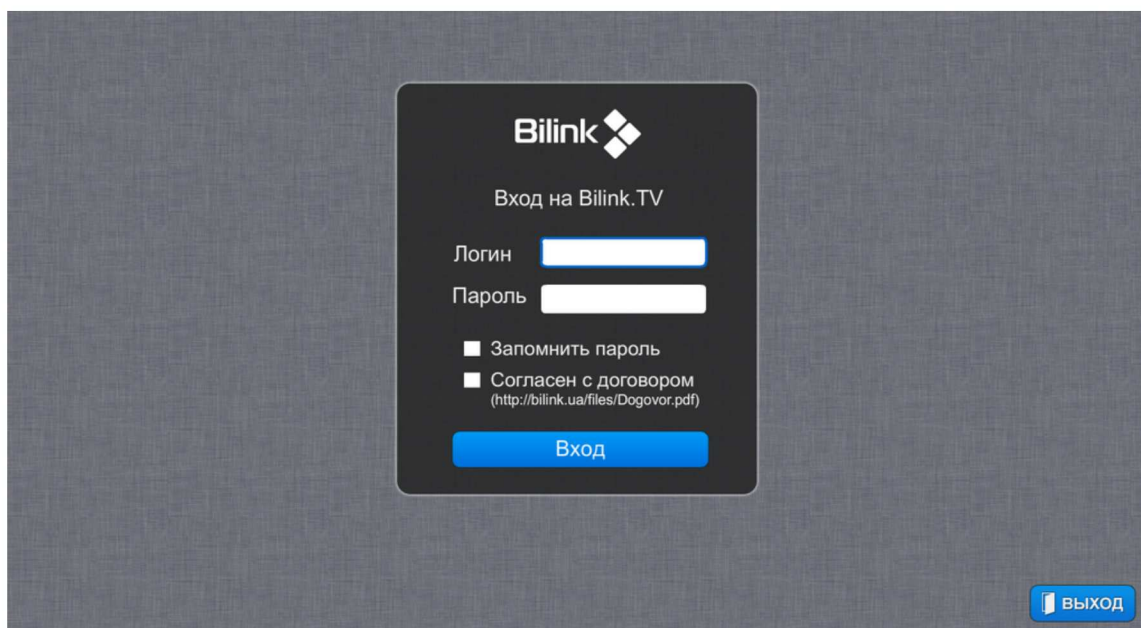 Bilink
Вход на Bilink.TV
Логин
Пароль
Запомнить пароль
Согласен с договором
(http://bilink.ua/files/Dogovor.pdf)
Вход
ВЫХОД